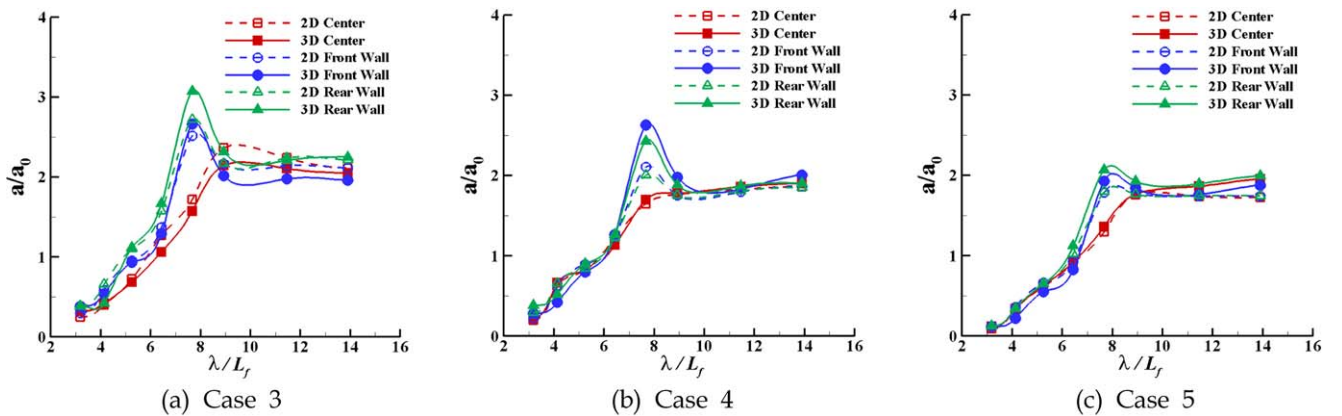 4
3
2
1
0
a/a0
2 4 6 8 10 12 14 16
λ/Lf
2D Center
3D Center
2D Front Wall
3D Front Wall
2D Rear Wall
3D Rear Wall
(a) Case 3
4
3
2
1
0
a/a0
2 4 6 8 10 12 14 16
λ/Lf
2D Center
3D Center
2D Front Wall
3D Front Wall
2D Rear Wall
3D Rear Wall
(b) Case 4
4
3
2
1
0
a/a0
2 4 6 8 10 12 14 16
λ/Lf
2D Center
3D Center
2D Front Wall
3D Front Wall
2D Rear Wall
3D Rear Wall
(c) Case 5